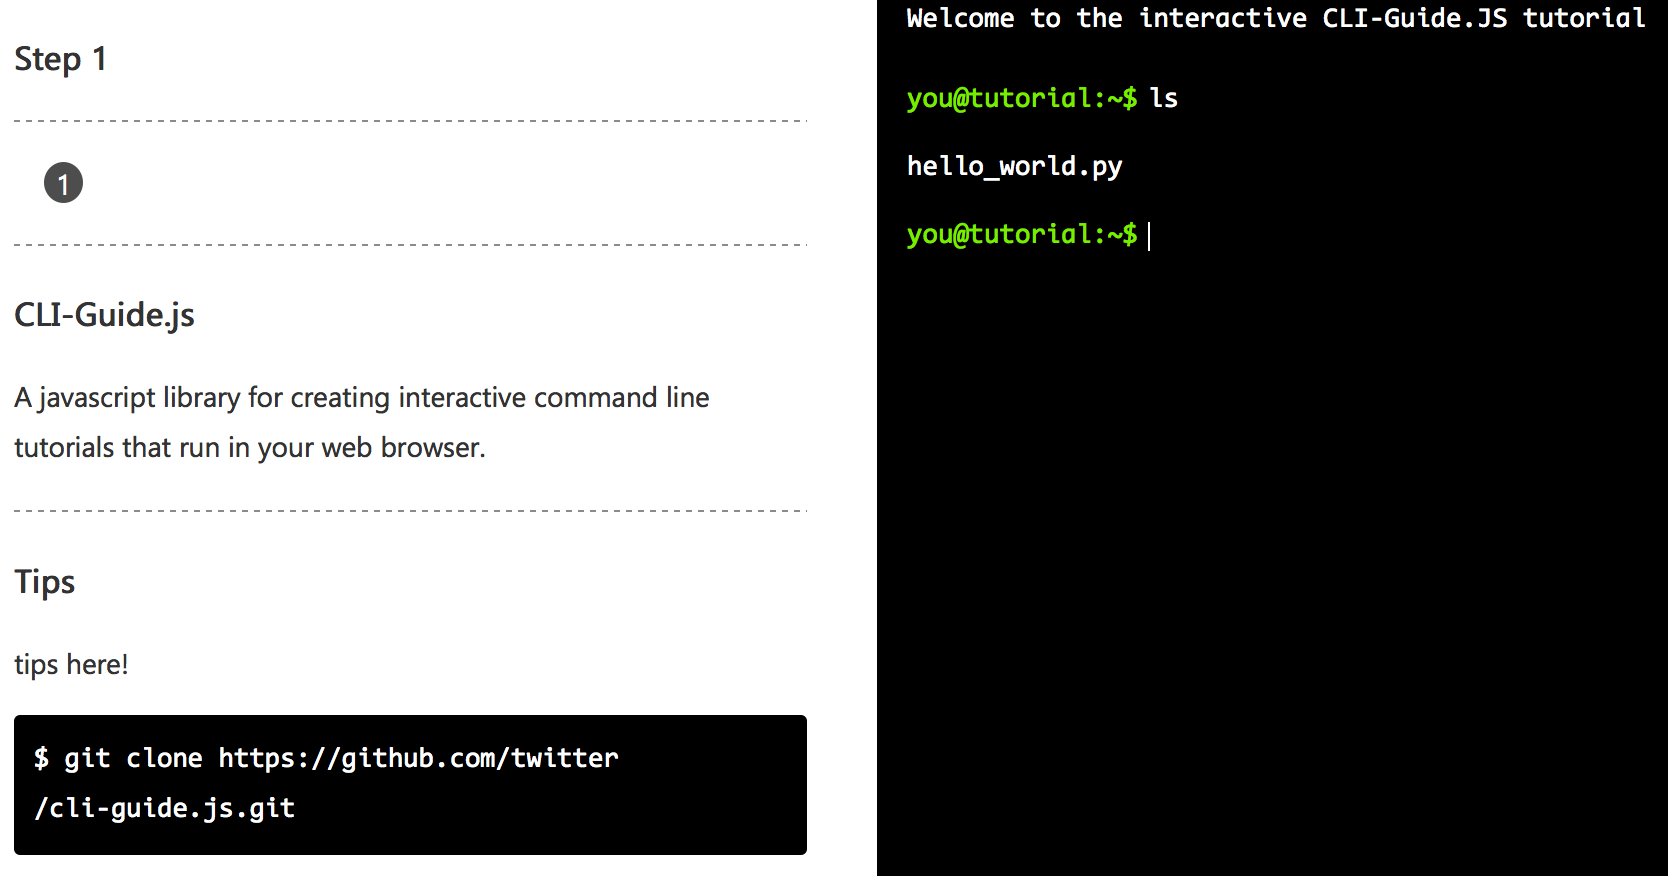 Step 1
1
CLI-Guide.js
A javascript library for creating interactive command line
tutorials that run in your web browser.
Tips
tips here!
$ git clone https://github.com/twitter
/cli-guide.js.git
Welcome to the interactive CLI-Guide.JS tutorial
you@tutorial:~$ ls
hello_world.py
you@tutorial:~$